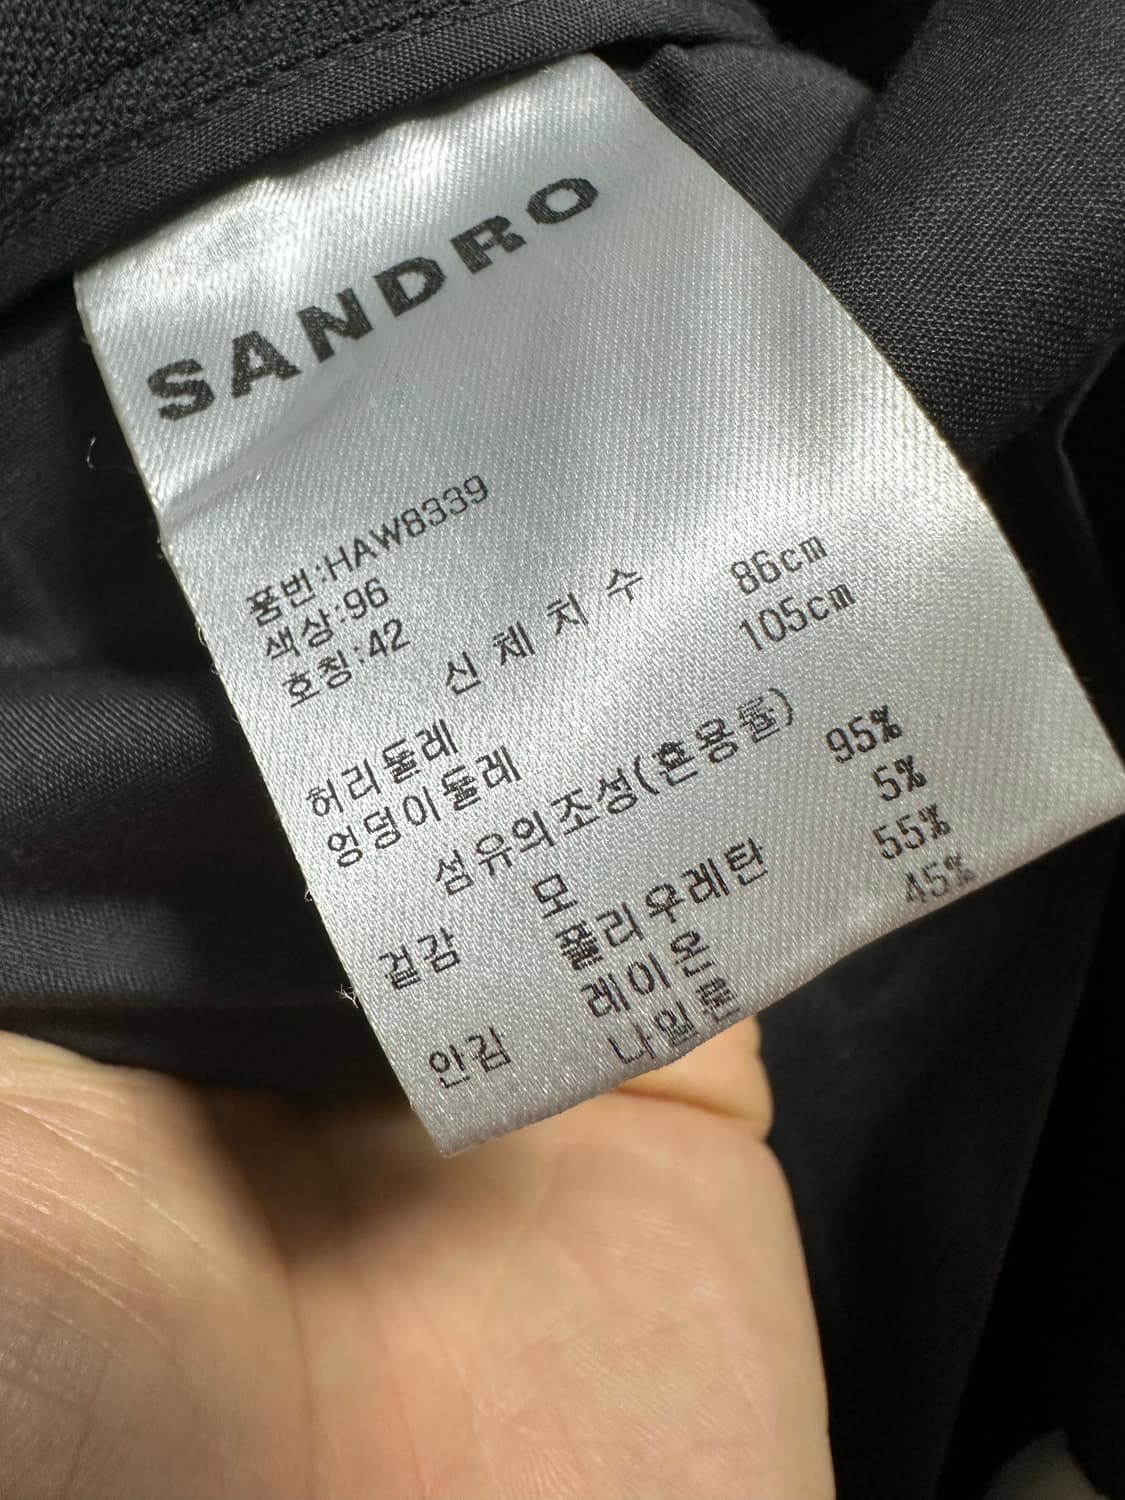 SANDRO
품번:HAW8339
색상:96
호칭:42
신체치수
허리둘레 86cm
엉덩이둘레 105cm
섬유의조성(혼용률)
겉감 모 95%
폴리우레탄 5%
안감 레이온 55%
나일론 45%